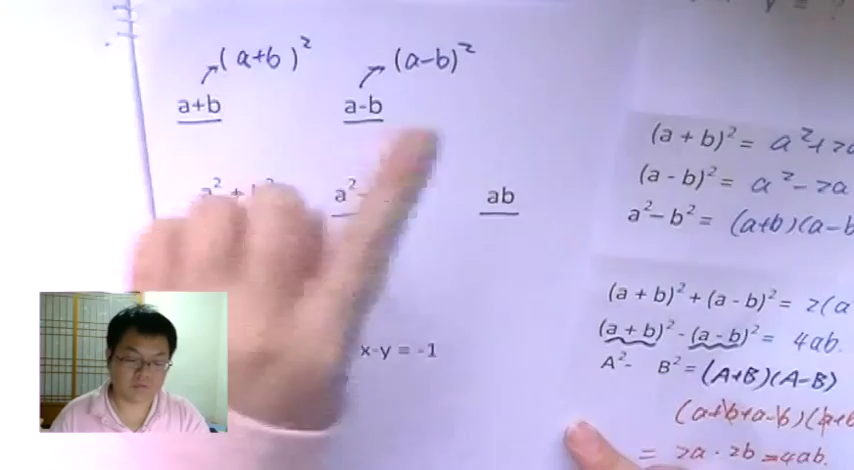 (a+b)²
(a-b)²
a+b
a-b
ab
x-y = -1
(a + b)² = a²+2a
(a - b)² = a²-2a
a²- b² = (a+b)(a-b
(a + b)² + (a - b)² = 2(a
(a + b)² - (a - b)² = 4ab.
A² - B² = (A+B)(A-B)
(a+b+a-b)(a+b
= 2a · 2b = 4ab.